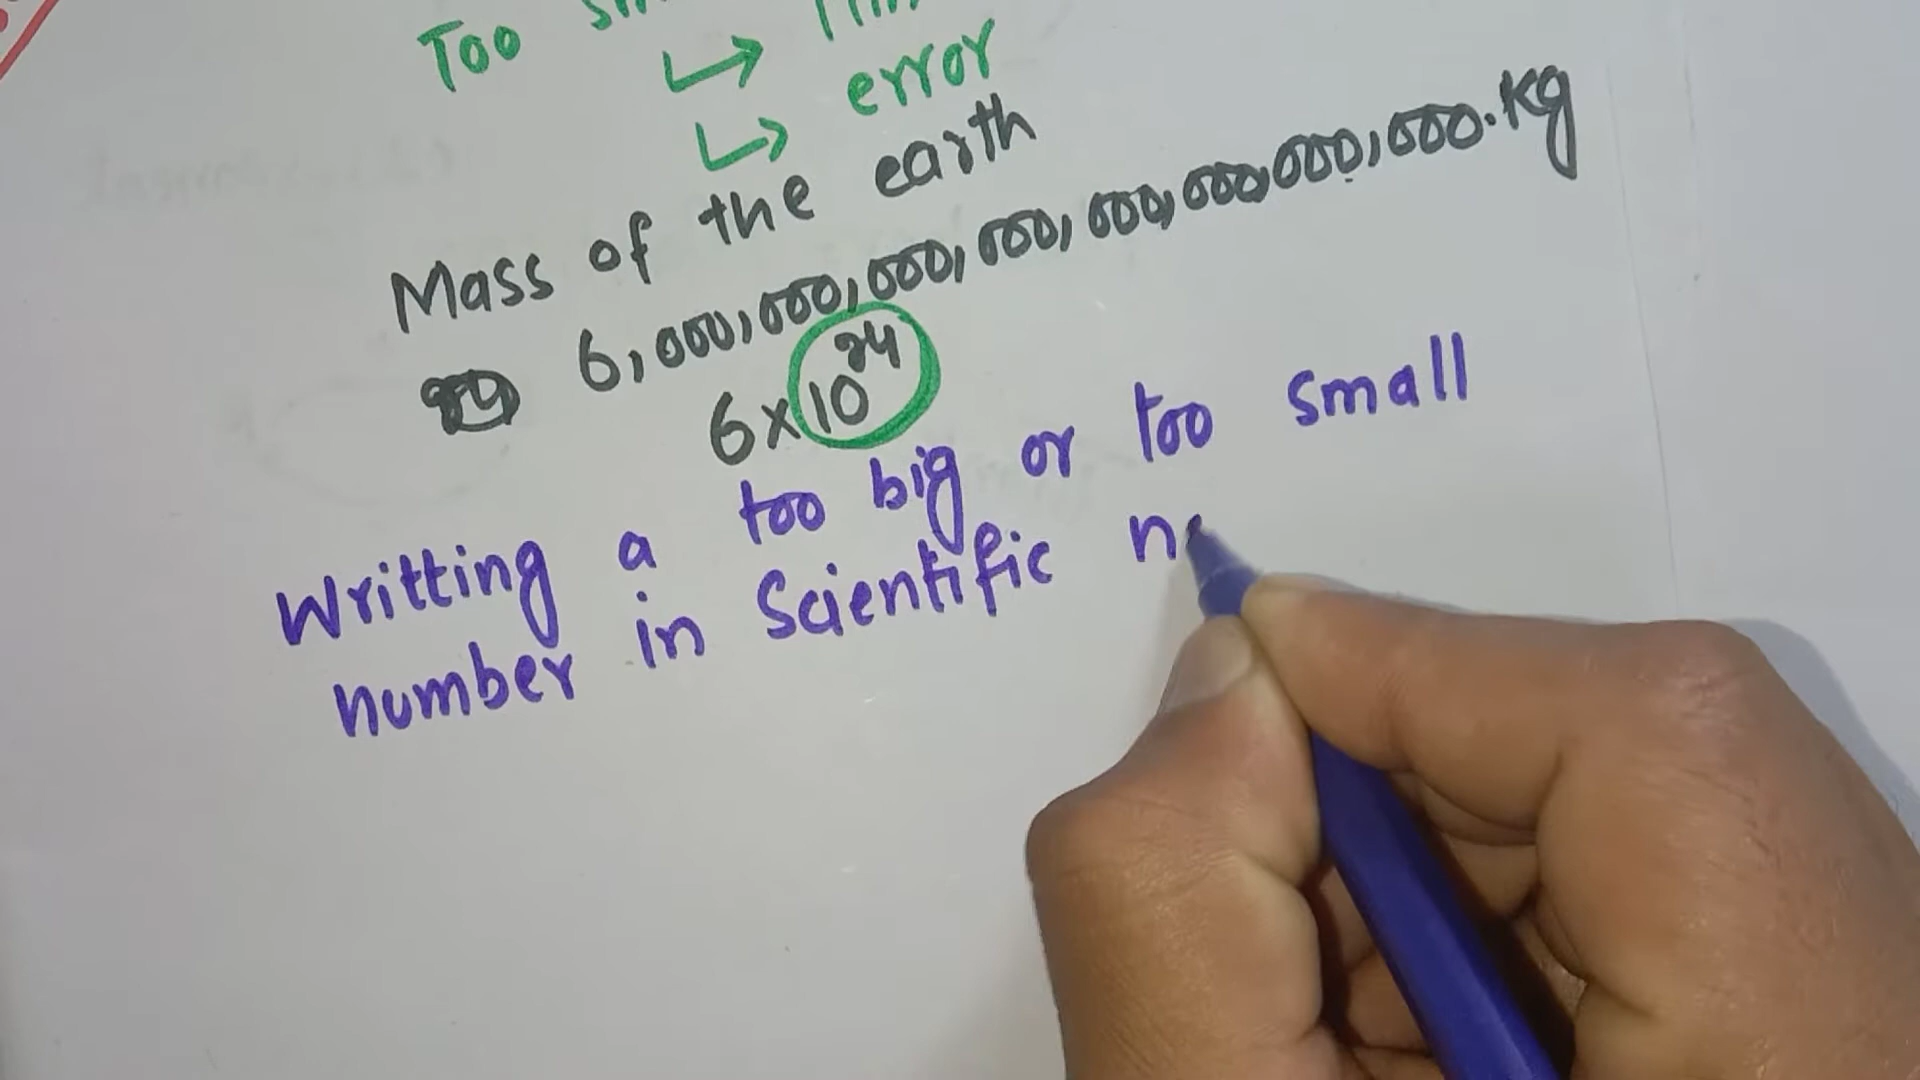 Too
error
Mass of the earth
6,000,000,000,000,000,000,000,000.kg
24
6×10²⁴
Writting a too big or too small
number in Scientific n